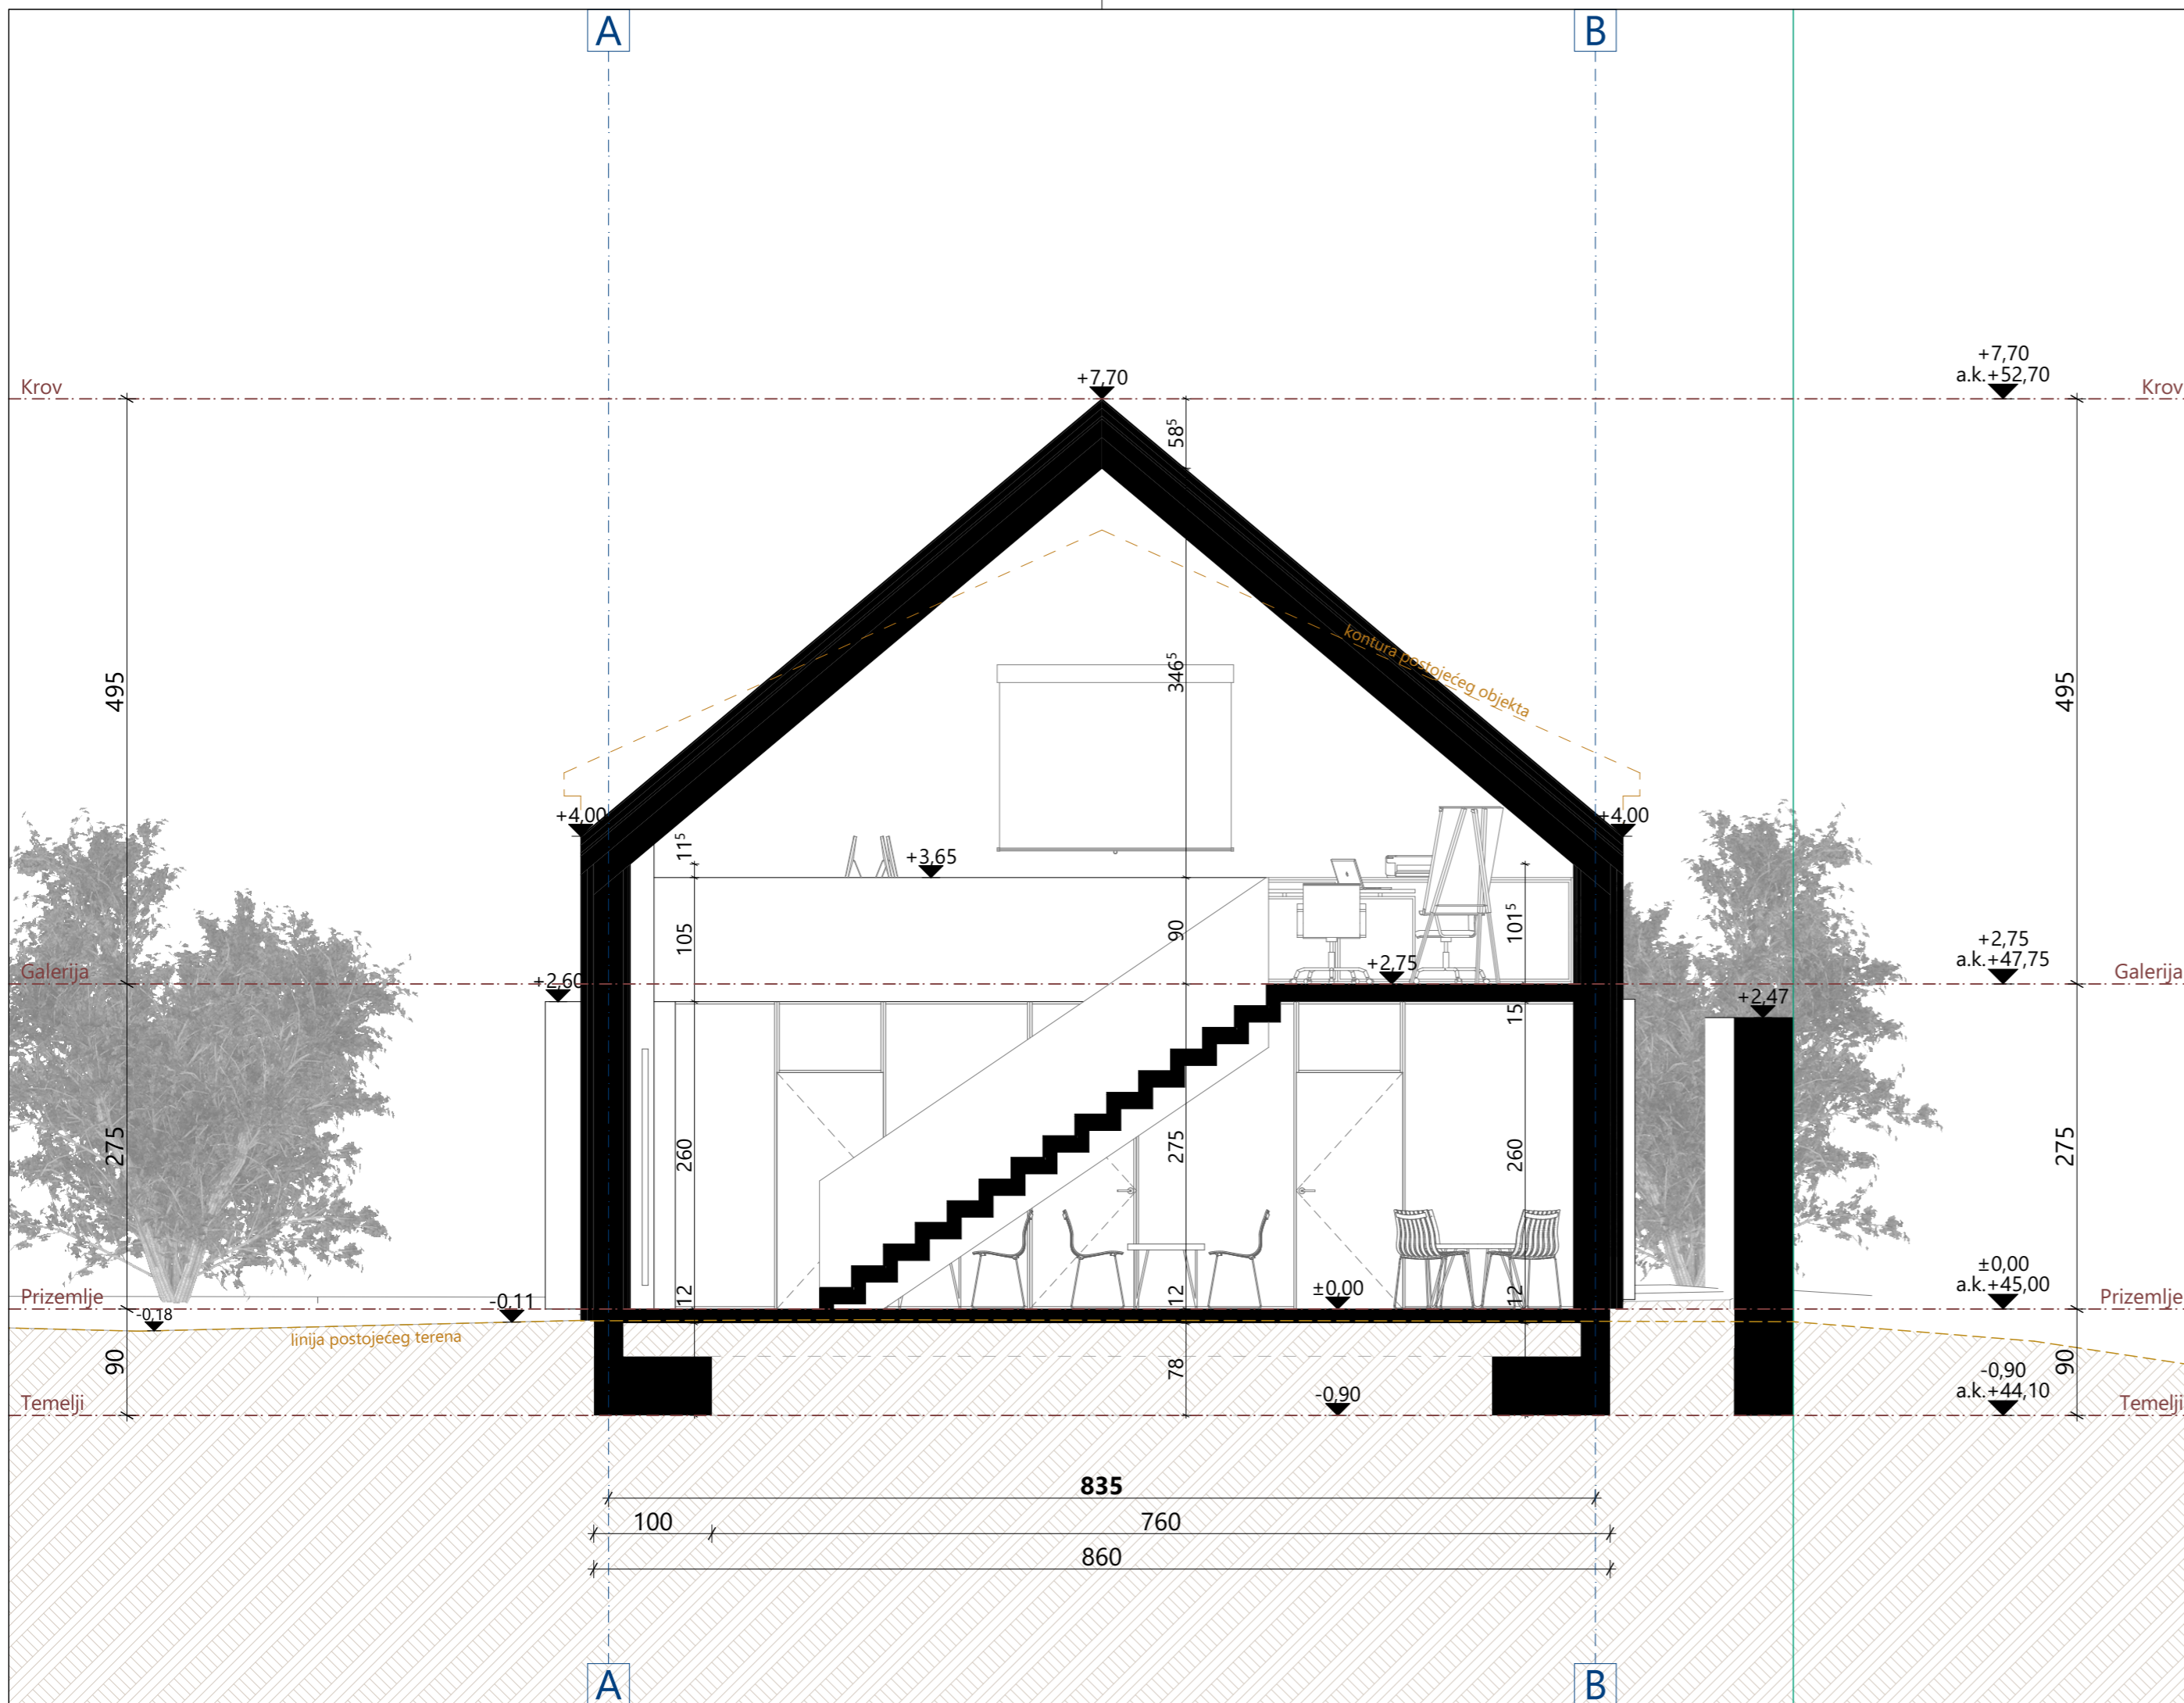 A
B
+7,70
+7,70
a.k.+52,70
Krov
Krov
58⁵
kontura postojećeg objekta
346⁵
495
495
+4,00
+4,00
11⁵
+3,65
105
90
101⁵
+2,75
a.k.+47,75
Galerija
Galerija
+2,60
+2,75
+2,47
15
275
260
275
260
275
±0,00
a.k.+45,00
Prizemlje
Prizemlje
12
12
±0,00
12
-0,18
-0,11
linija postojećeg terena
90
78
90
-0,90
a.k.+44,10
-0,90
Temelji
Temelji
835
100
760
860
A
B